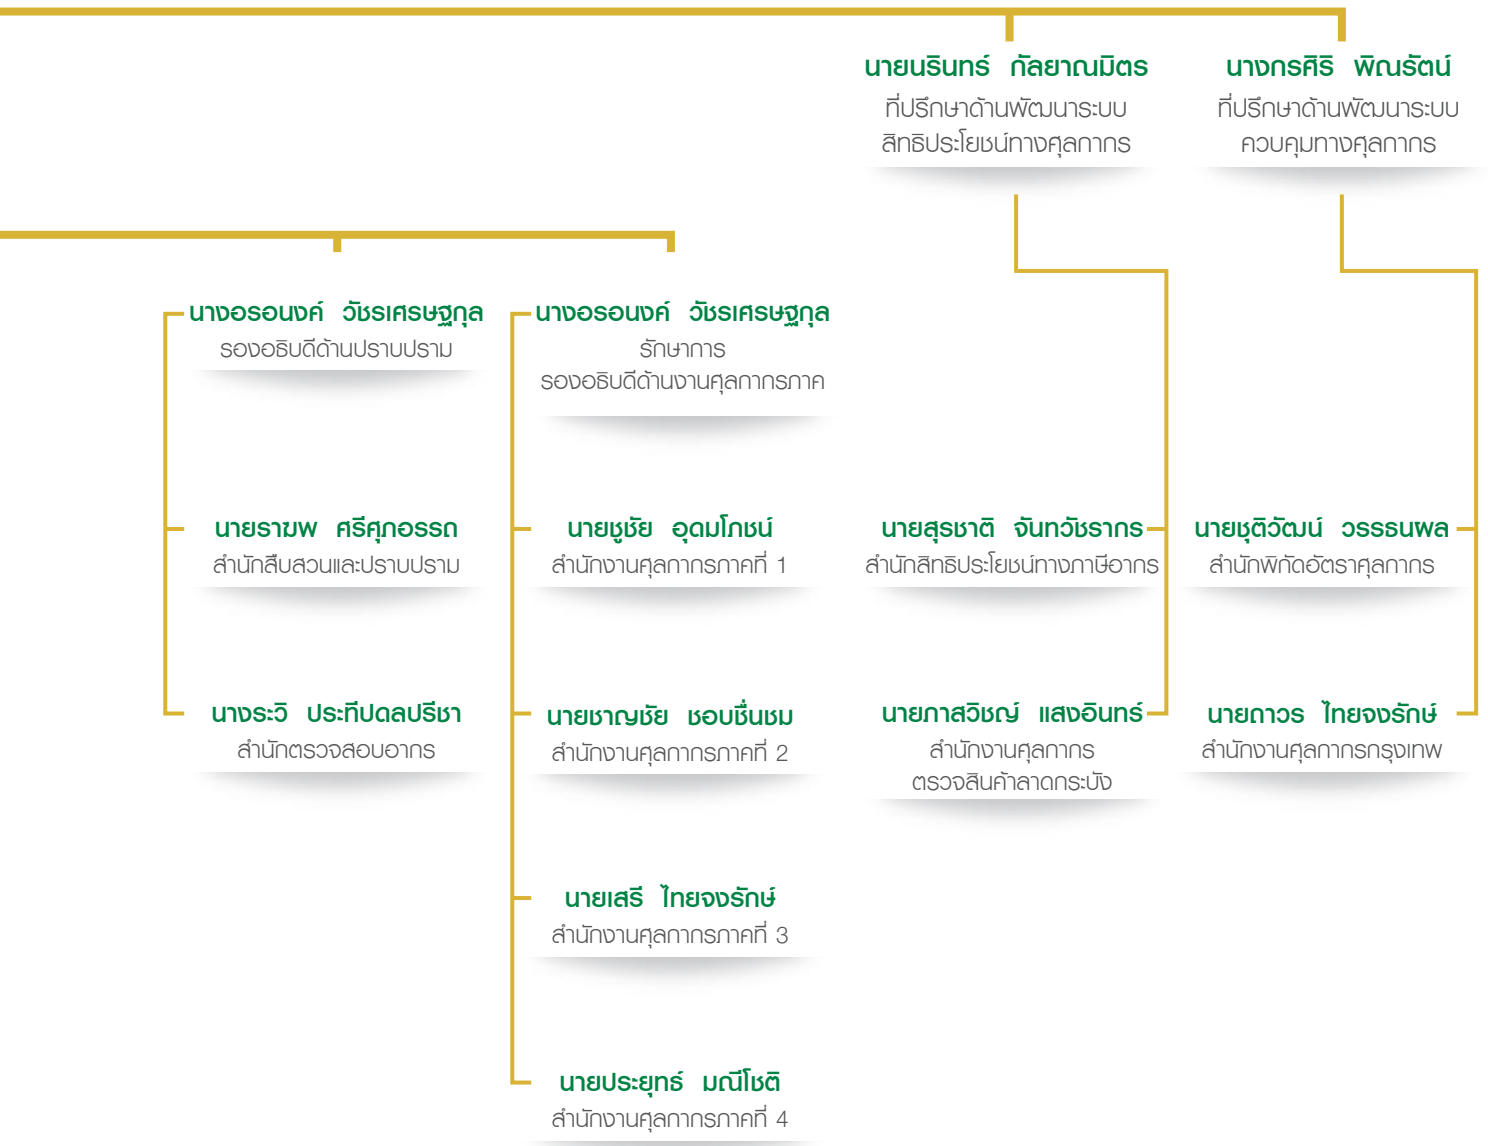 นายนรินทร์ กัลยาณมิตร
ที่ปรึกษาด้านพัฒนาระบบ
สิทธิประโยชน์ทางศุลกากร
นางกรศิริ พิณรัตน์
ที่ปรึกษาด้านพัฒนาระบบ
ควบคุมทางศุลกากร
นางอรอนงค์ วัชรเศรษฐกุล
รองอธิบดีด้านปราบปราม
นางอรอนงค์ วัชรเศรษฐกุล
รักษาการ
รองอธิบดีด้านงานศุลกากรภาค
นายราฆพ ศรีศุภอรรถ
สำนักสืบสวนและปราบปราม
นายชูชัย อุดมโภชน์
สำนักงานศุลกากรภาคที่ 1
นายสุรชาติ จันทวัชรากร
สำนักสิทธิประโยชน์ทางภาษีอากร
นายชุติวัฒน์ วรรธนผล
สำนักพิกัดอัตราศุลกากร
นางระวิ ประทีปดลปรีชา
สำนักตรวจสอบอากร
นายชาญชัย ชอบชื่นชม
สำนักงานศุลกากรภาคที่ 2
นายภาสวิชญ์ แสงอินทร์
สำนักงานศุลกากร
ตรวจสินค้าลาดกระบัง
นายถาวร ไทยจงรักษ์
สำนักงานศุลกากรกรุงเทพ
นายเสรี ไทยจงรักษ์
สำนักงานศุลกากรภาคที่ 3
นายประยุทธ์ มณีโชติ
สำนักงานศุลกากรภาคที่ 4